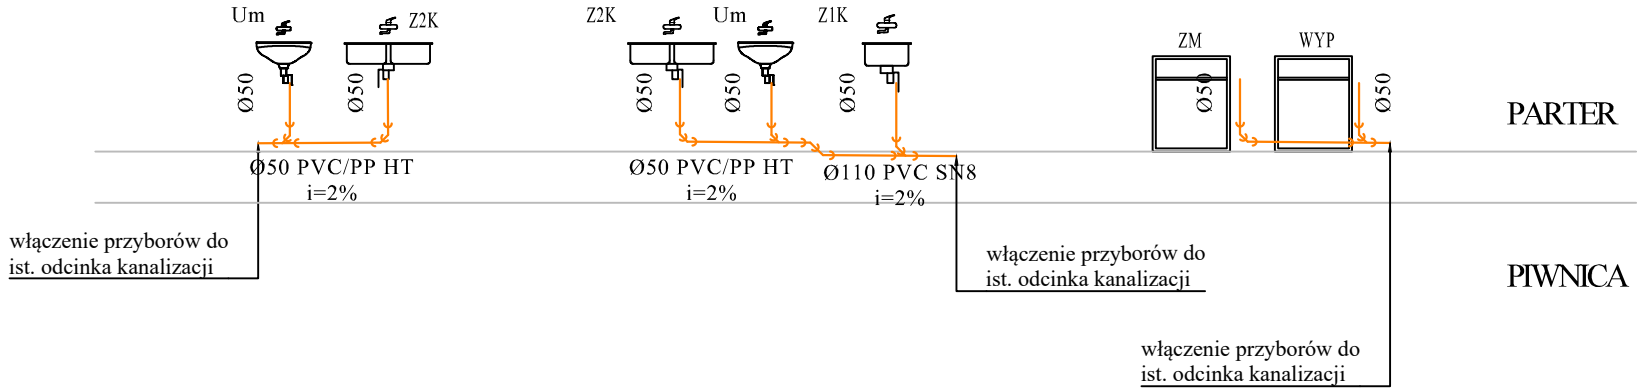 Um
Z2K
Z2K
Um
Z1K
ZM
WYP
Ø50
Ø50
Ø50
Ø50
Ø50
Ø50
PARTER
Ø50 PVC/PP HT
i=2%
Ø50 PVC/PP HT
i=2%
Ø110 PVC SN8
i=2%
włączenie przyborów do
ist. odcinka kanalizacji
włączenie przyborów do
ist. odcinka kanalizacji
PIWNICA
włączenie przyborów do
ist. odcinka kanalizacji